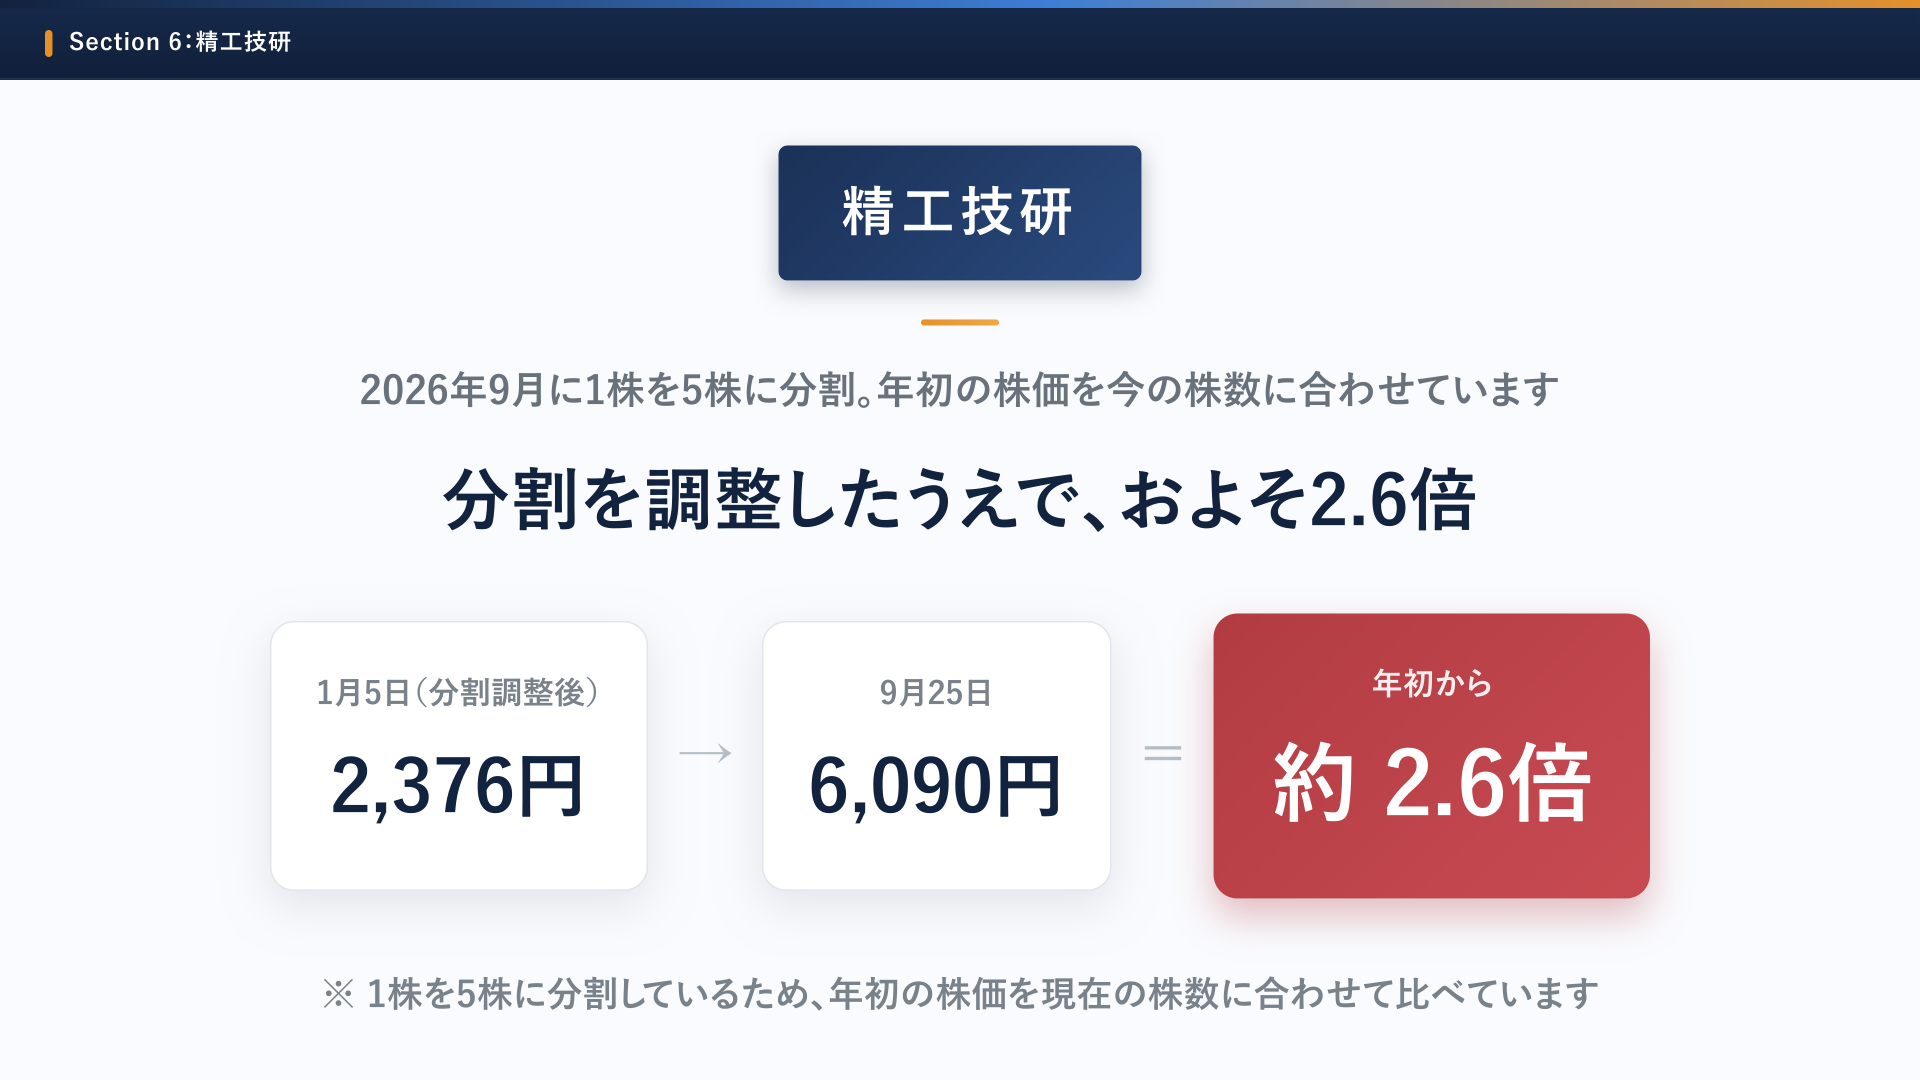 Section 6：精工技研
精工技研
2026年9月に1株を5株に分割。年初の株価を今の株数に合わせています
分割を調整したうえで、およそ2.6倍
1月5日（分割調整後）
2,376円
→
9月25日
6,090円
＝
年初から
約 2.6倍
※ 1株を5株に分割しているため、年初の株価を現在の株数に合わせて比べています